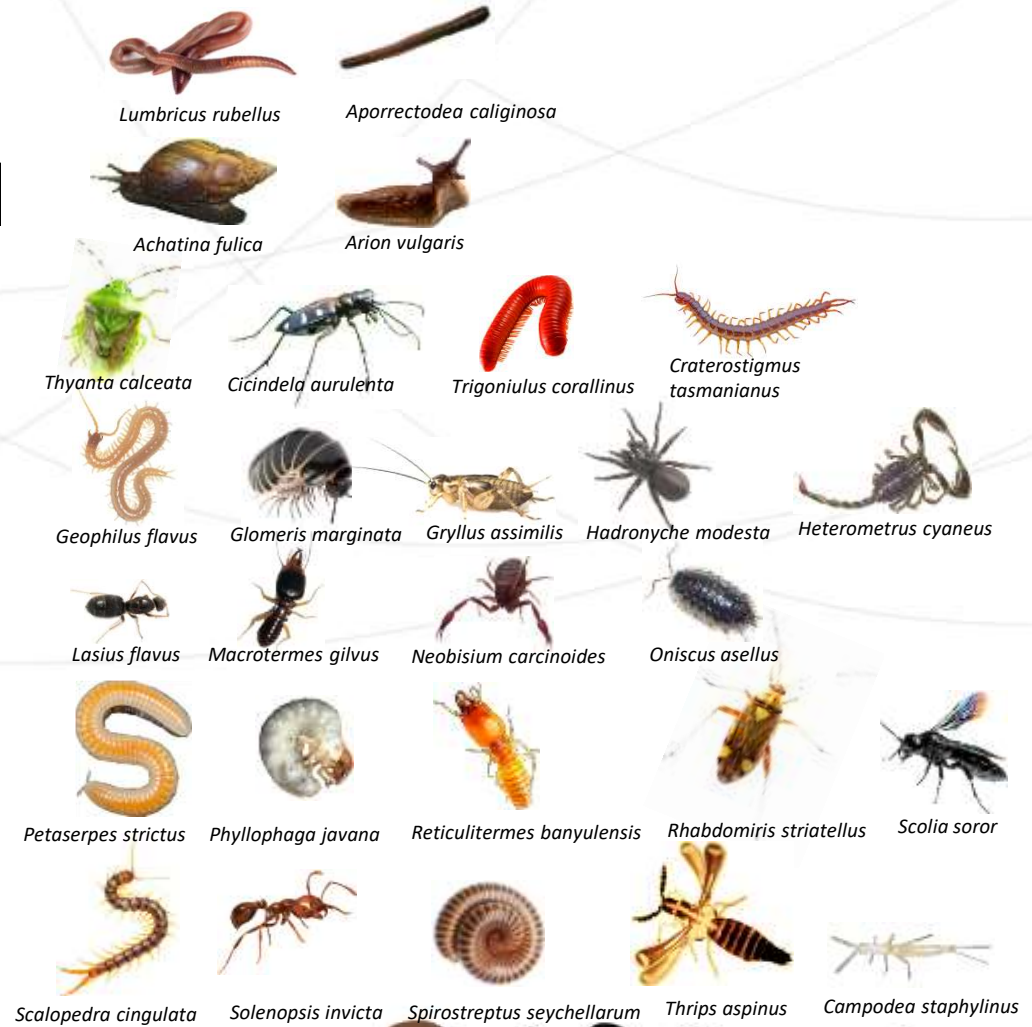 Lumbricus rubellus
Aporrectodea caliginosa
Achatina fulica
Arion vulgaris
Thyanta calceata
Cicindela aurulenta
Trigoniulus corallinus
Craterostigmus
tasmanianus
Geophilus flavus
Glomeris marginata
Gryllus assimilis
Hadronyche modesta
Heterometrus cyaneus
Lasius flavus
Macrotermes gilvus
Neobisium carcinoides
Oniscus asellus
Petaserpes strictus
Phyllophaga javana
Reticulitermes banyulensis
Rhabdomiris striatellus
Scolia soror
Scalopedra cingulata
Solenopsis invicta
Spirostreptus seychellarum
Thrips aspinus
Campodea staphylinus